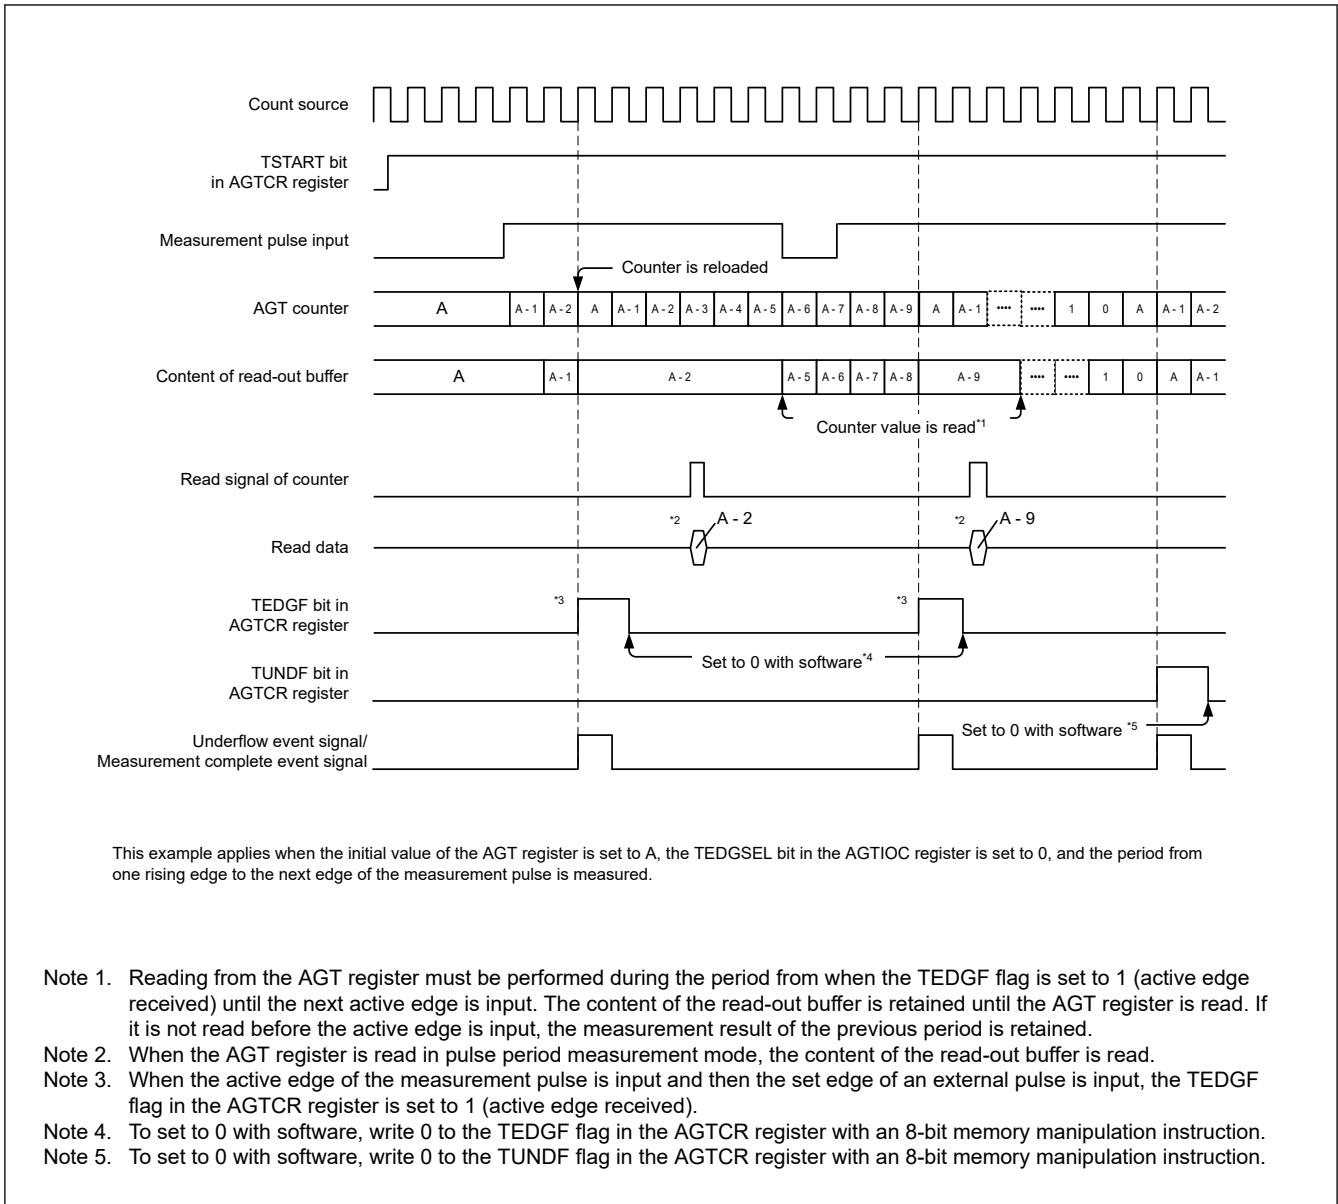 Count source
TSTART bit
in AGTCR register
Measurement pulse input
Counter is reloaded
AGT counter
A A - 1 A - 2 A A - 1 A - 2 A - 3 A - 4 A - 5 A - 6 A - 7 A - 8 A - 9 A A - 1 •••• •••• 1 0 A A - 1 A - 2
Content of read-out buffer
A A - 1 A - 2 A - 5 A - 6 A - 7 A - 8 A - 9 •••• •••• 1 0 A A - 1
Counter value is read*1
Read signal of counter
*2 A - 2 *2 A - 9
Read data
TEDGF bit in
AGTCR register
*3 *3
Set to 0 with software*4
TUNDF bit in
AGTCR register
Set to 0 with software *5
Underflow event signal/
Measurement complete event signal
This example applies when the initial value of the AGT register is set to A, the TEDGSEL bit in the AGTIOC register is set to 0, and the period from
one rising edge to the next edge of the measurement pulse is measured.
Note 1. Reading from the AGT register must be performed during the period from when the TEDGF flag is set to 1 (active edge
received) until the next active edge is input. The content of the read-out buffer is retained until the AGT register is read. If
it is not read before the active edge is input, the measurement result of the previous period is retained.
Note 2. When the AGT register is read in pulse period measurement mode, the content of the read-out buffer is read.
Note 3. When the active edge of the measurement pulse is input and then the set edge of an external pulse is input, the TEDGF
flag in the AGTCR register is set to 1 (active edge received).
Note 4. To set to 0 with software, write 0 to the TEDGF flag in the AGTCR register with an 8-bit memory manipulation instruction.
Note 5. To set to 0 with software, write 0 to the TUNDF flag in the AGTCR register with an 8-bit memory manipulation instruction.